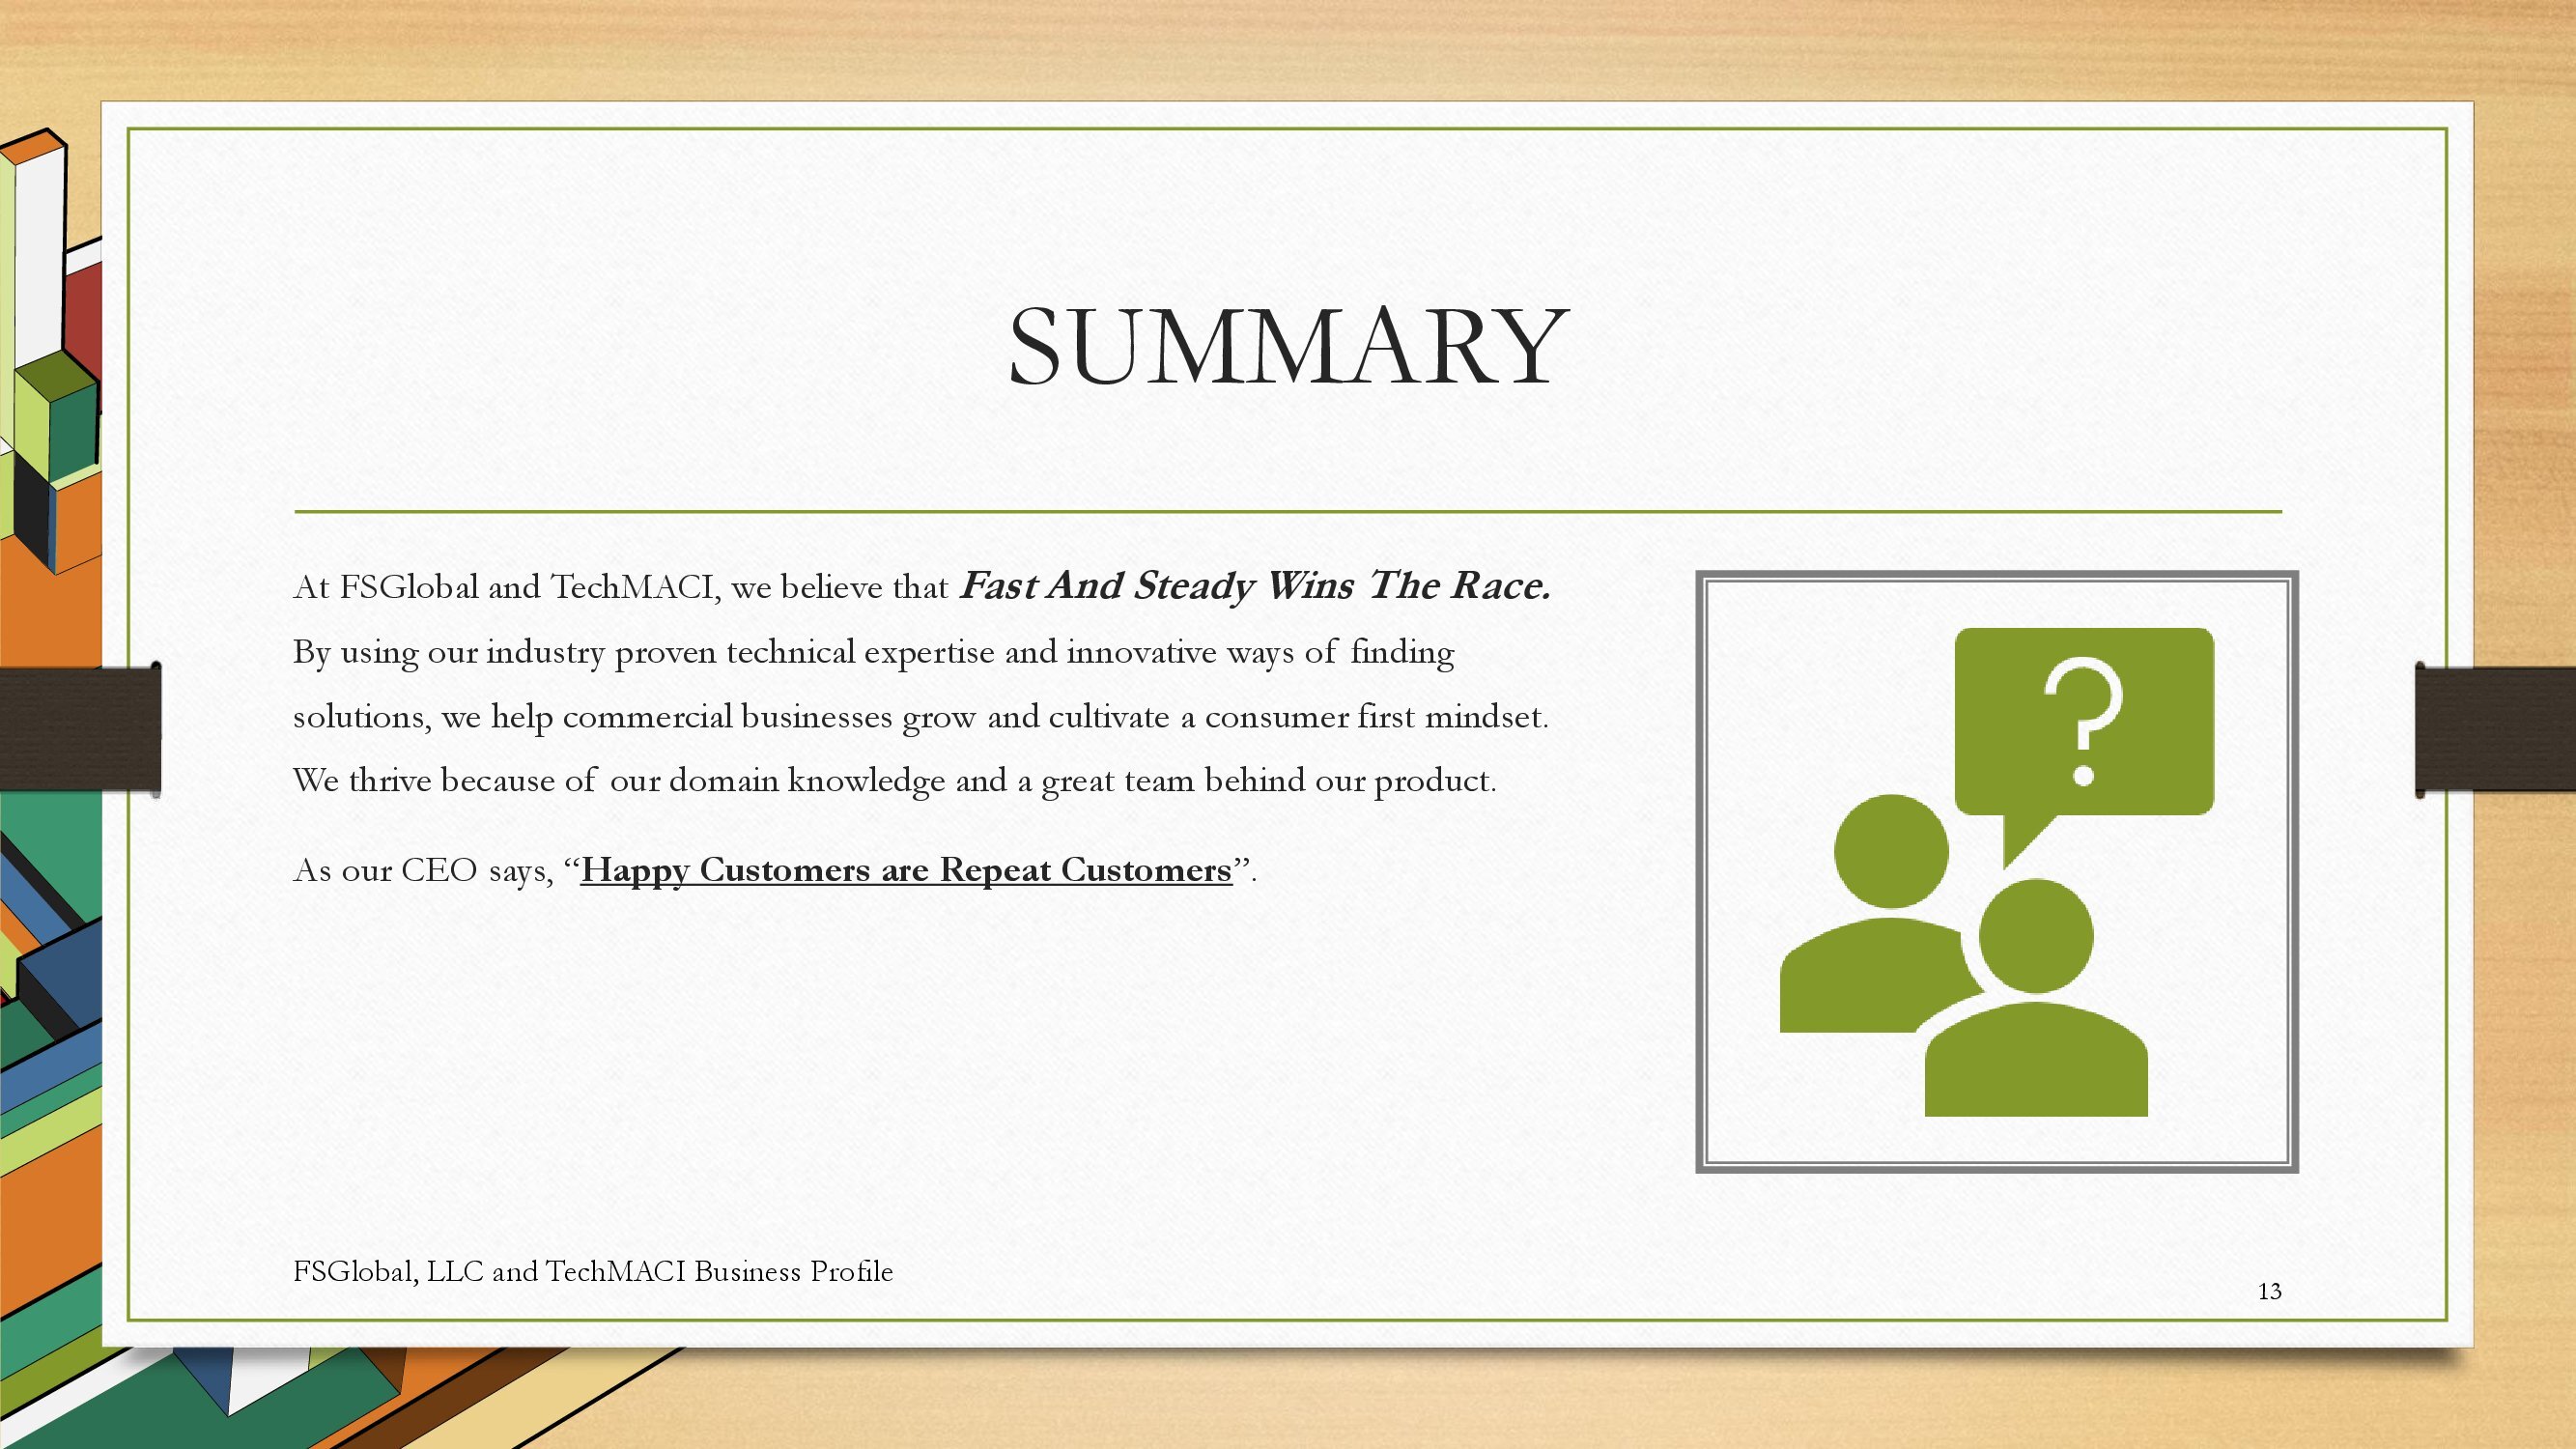 SUMMARY
At FSGlobal and TechMACI, we believe that Fast And Steady Wins The Race.
By using our industry proven technical expertise and innovative ways of finding
solutions, we help commercial businesses grow and cultivate a consumer first mindset.
We thrive because of our domain knowledge and a great team behind our product.
As our CEO says, “Happy Customers are Repeat Customers”.
?
FSGlobal, LLC and TechMACI Business Profile
13